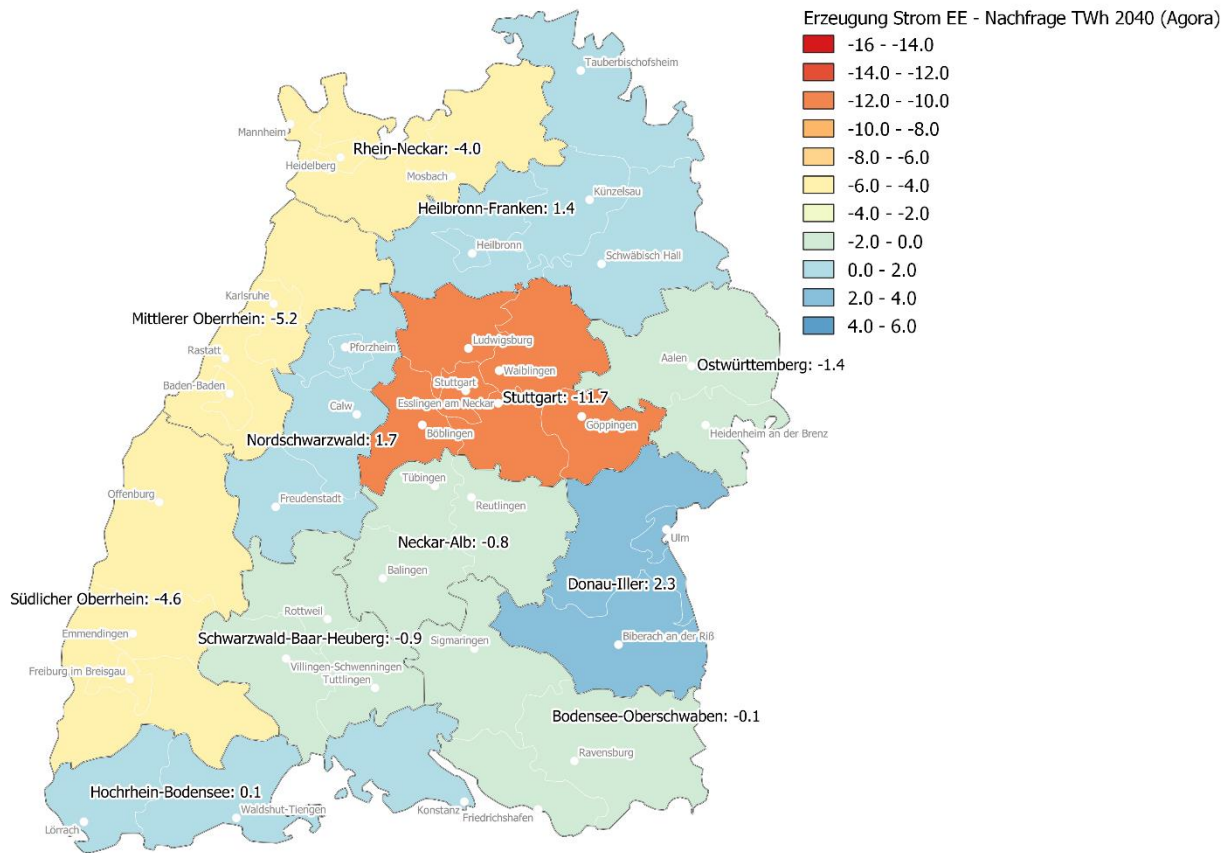 Erzeugung Strom EE - Nachfrage TWh 2040 (Agora)
-16 - -14.0
-14.0 - -12.0
-12.0 - -10.0
-10.0 - -8.0
-8.0 - -6.0
-6.0 - -4.0
-4.0 - -2.0
-2.0 - 0.0
0.0 - 2.0
2.0 - 4.0
4.0 - 6.0
Tauberbischofsheim
Mannheim
Rhein-Neckar: -4.0
Heidelberg
Mosbach
Künzelsau
Heilbronn-Franken: 1.4
Heilbronn
Schwäbisch Hall
Karlsruhe
Mittlerer Oberrhein: -5.2
Pforzheim
Ludwigsburg
Rastatt
Aalen
Ostwürttemberg: -1.4
Waiblingen
Baden-Baden
Stuttgart
Esslingen am Neckar
Stuttgart: -11.7
Calw
Göppingen
Böblingen
Heidenheim an der Brenz
Nordschwarzwald: 1.7
Tübingen
Offenburg
Reutlingen
Freudenstadt
Ulm
Neckar-Alb: -0.8
Balingen
Donau-Iller: 2.3
Südlicher Oberrhein: -4.6
Rottweil
Emmendingen
Schwarzwald-Baar-Heuberg: -0.9
Sigmaringen
Biberach an der Riß
Villingen-Schwenningen
Freiburg im Breisgau
Tuttlingen
Bodensee-Oberschwaben: -0.1
Ravensburg
Hochrhein-Bodensee: 0.1
Waldshut-Tiengen
Konstanz
Friedrichshafen
Lörrach